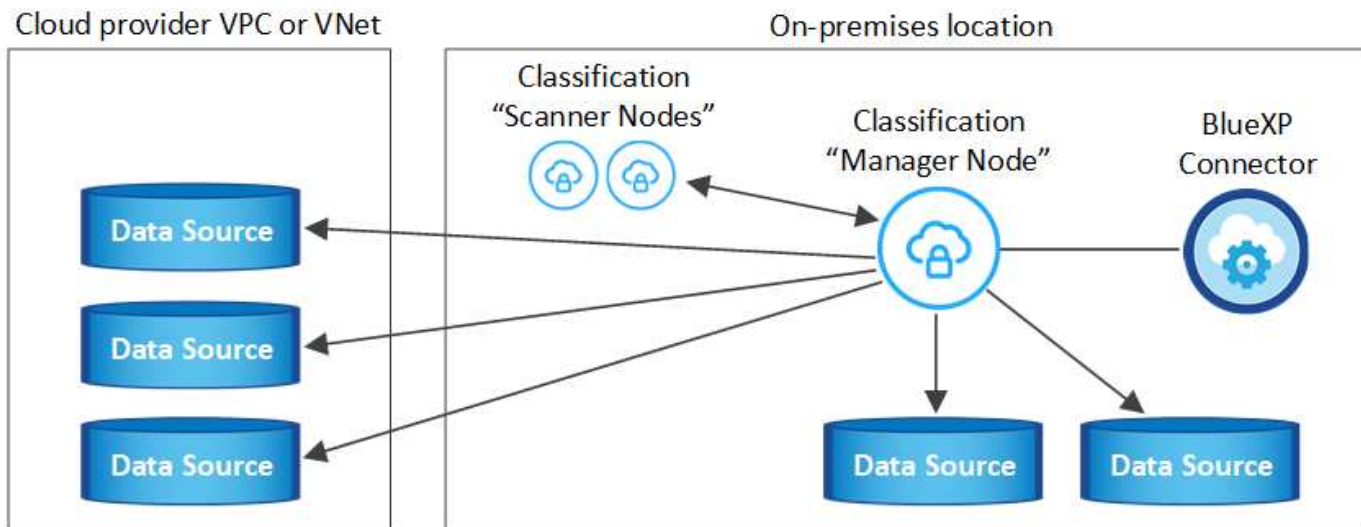 Cloud provider VPC or VNet
On-premises location
Classification
“Scanner Nodes”
Classification
“Manager Node”
BlueXP
Connector
Data Source
Data Source
Data Source
Data Source
Data Source